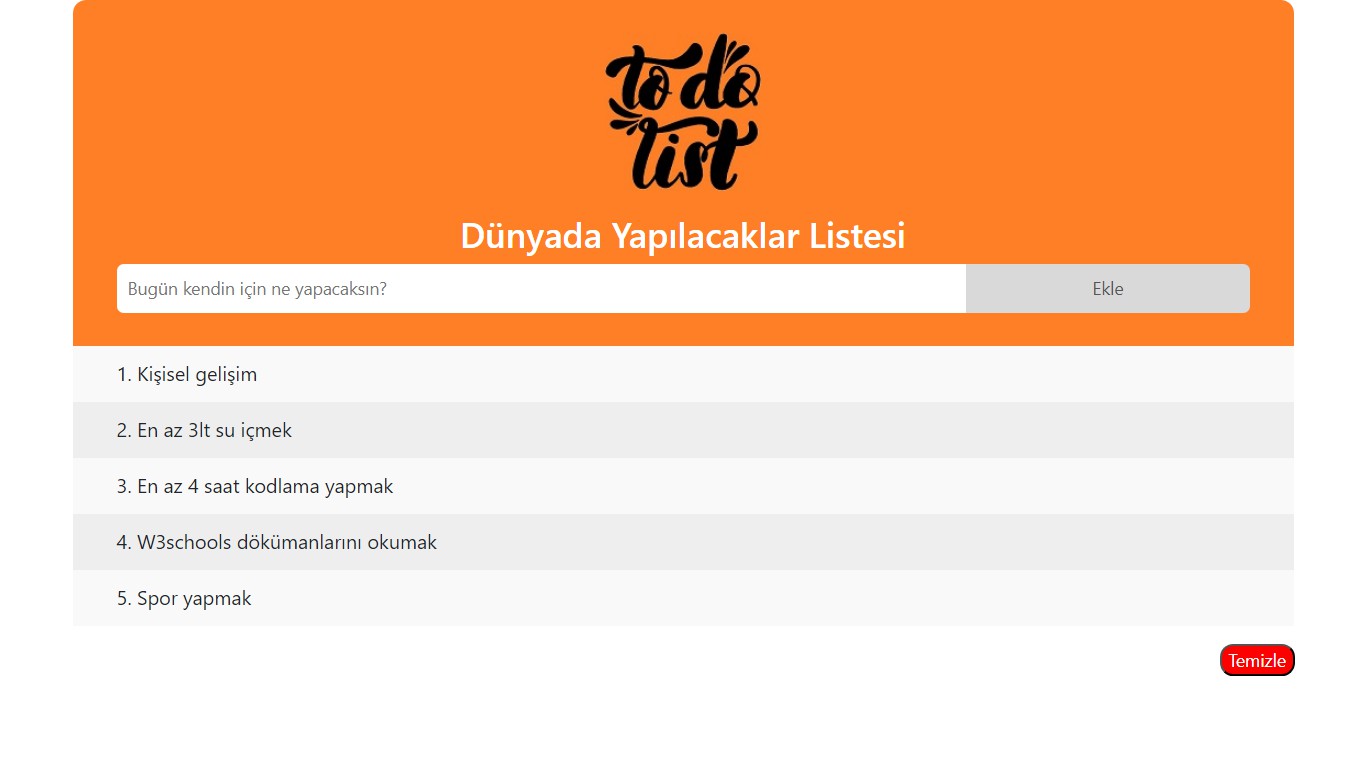 to do
list
Dünyada Yapılacaklar Listesi
Bugün kendin için ne yapacaksın? Ekle
1. Kişisel gelişim
2. En az 3lt su içmek
3. En az 4 saat kodlama yapmak
4. W3schools dökümanlarını okumak
5. Spor yapmak
Temizle